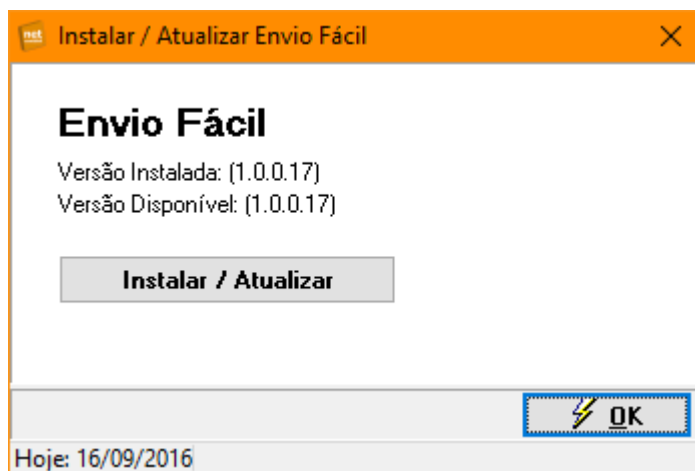 net Instalar / Atualizar Envio Fácil
Envio Fácil
Versão Instalada: (1.0.0.17)
Versão Disponível: (1.0.0.17)
Instalar / Atualizar
OK
Hoje: 16/09/2016